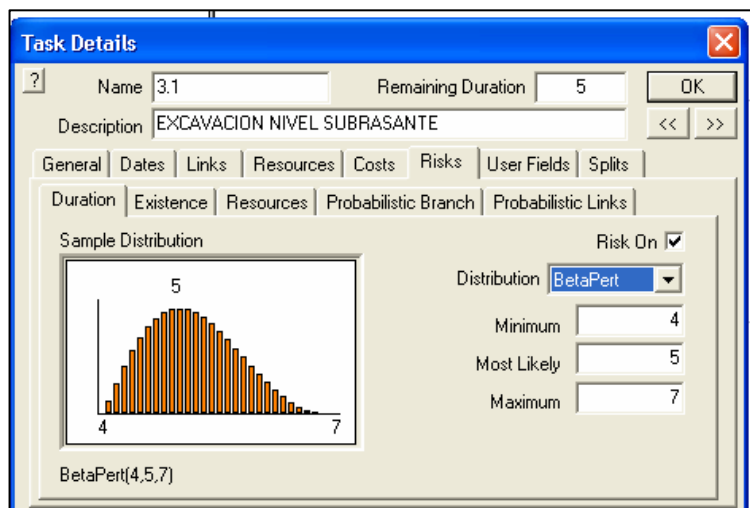 Task Details
?
Name 3.1 Remaining Duration 5 OK
Description EXCAVACION NIVEL SUBRASANTE << >>
General Dates Links Resources Costs Risks User Fields Splits
Duration Existence Resources Probabilistic Branch Probabilistic Links
Sample Distribution Risk On
Distribution BetaPert
5
Minimum 4
Most Likely 5
Maximum 7
4 7
BetaPert(4,5,7)